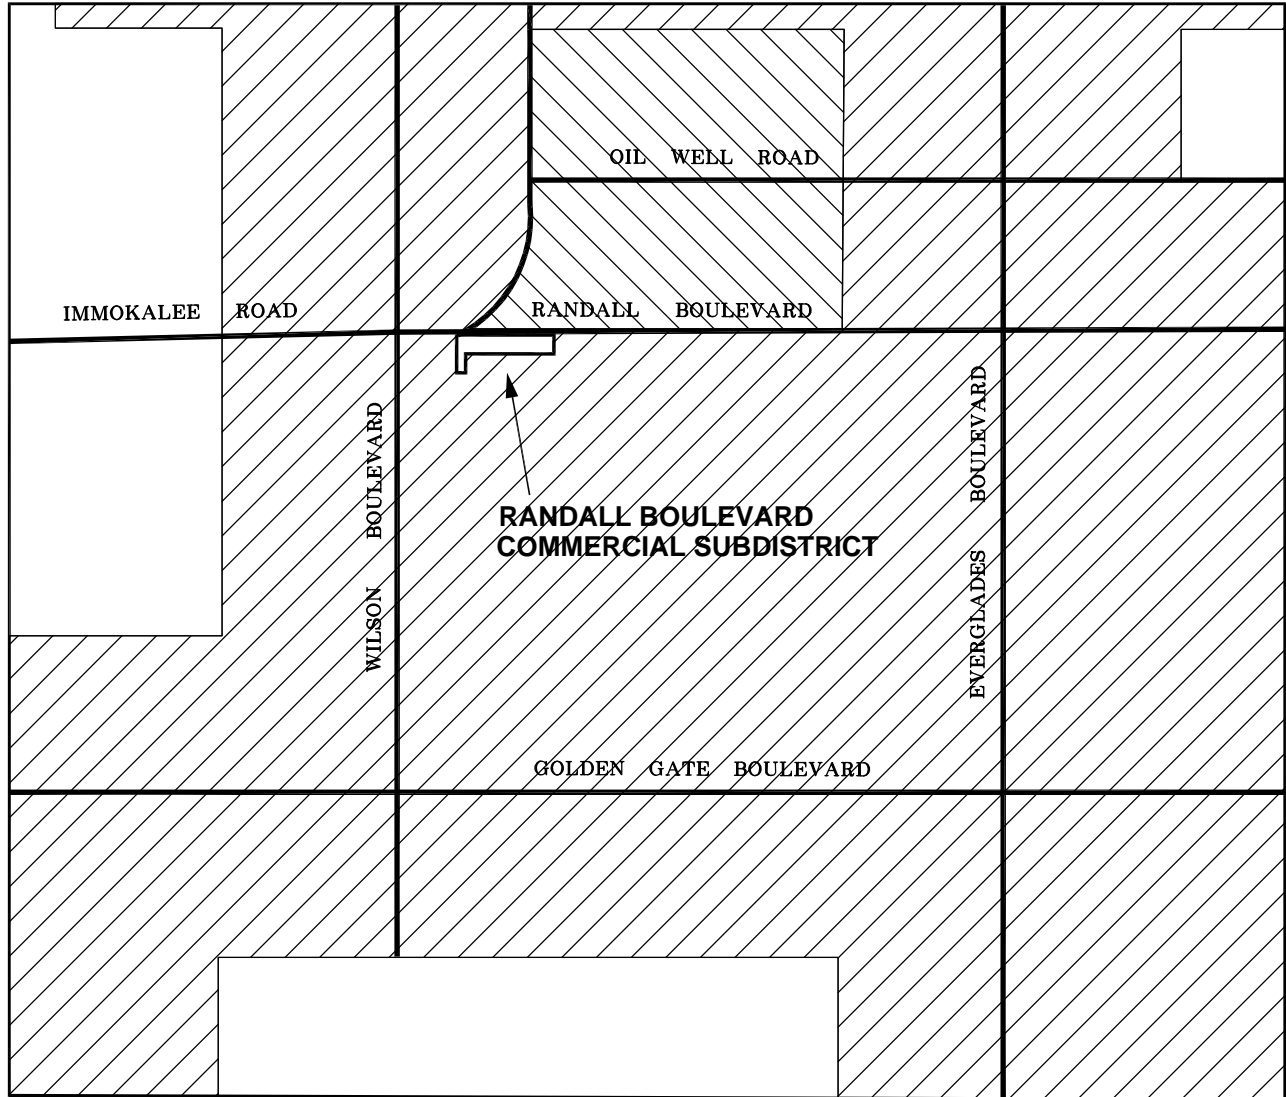 OIL WELL ROAD
IMMOKALEE ROAD
RANDALL BOULEVARD
WILSON BOULEVARD
EVERGLADES BOULEVARD
RANDALL BOULEVARD
COMMERCIAL SUBDISTRICT
GOLDEN GATE BOULEVARD